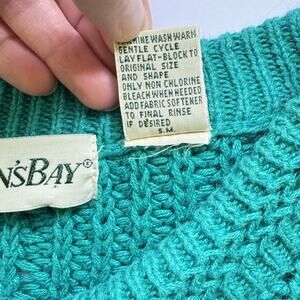 MACHINE WASH WARM
GENTLE CYCLE
LAY FLAT-BLOCK TO
ORIGINAL SIZE
AND SHAPE
ONLY NON CHLORINE
BLEACH WHEN NEEDED
ADD FABRIC SOFTENER
TO FINAL RINSE
IF DESIRED
S.M.
N'SBAY®